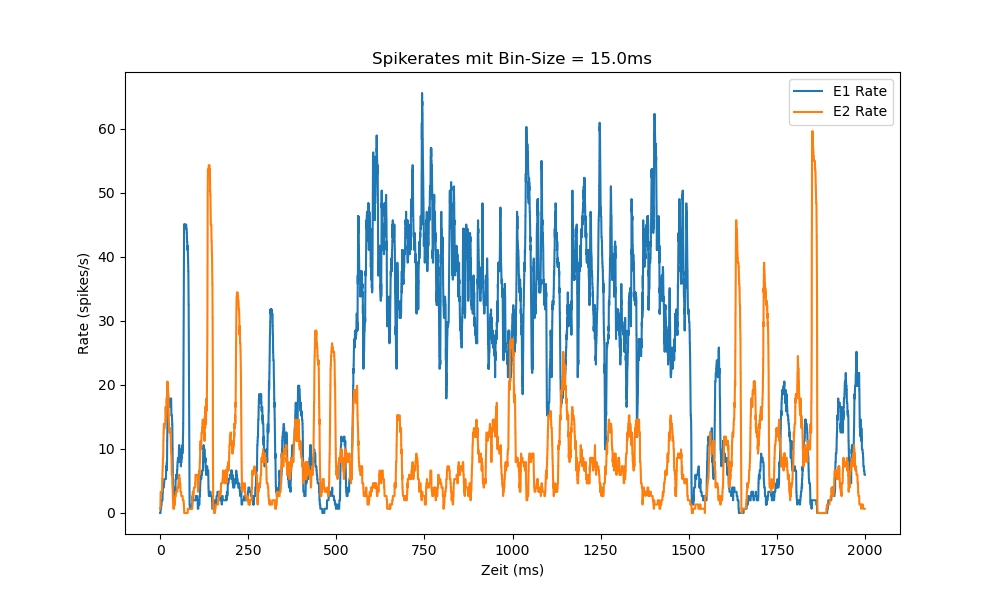 Spikerates mit Bin-Size = 15.0ms
E1 Rate
E2 Rate
60
50
40
30
20
10
0
Rate (spikes/s)
0 250 500 750 1000 1250 1500 1750 2000
Zeit (ms)